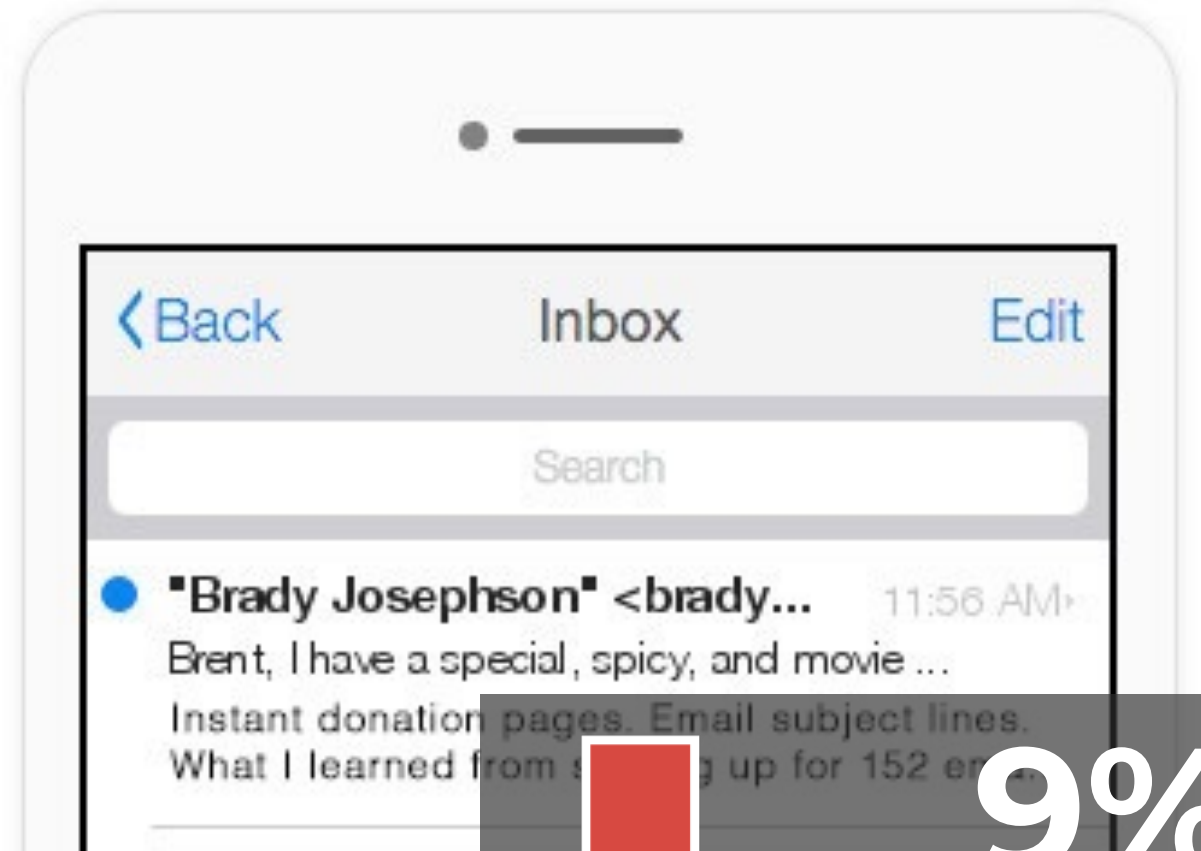 Back Inbox Edit
Search
"Brady Josephson" <brady... 11:56 AM
Brent, I have a special, spicy, and movie ...
Instant donation pages. Email subject lines.
What I learned from up for 152
9%